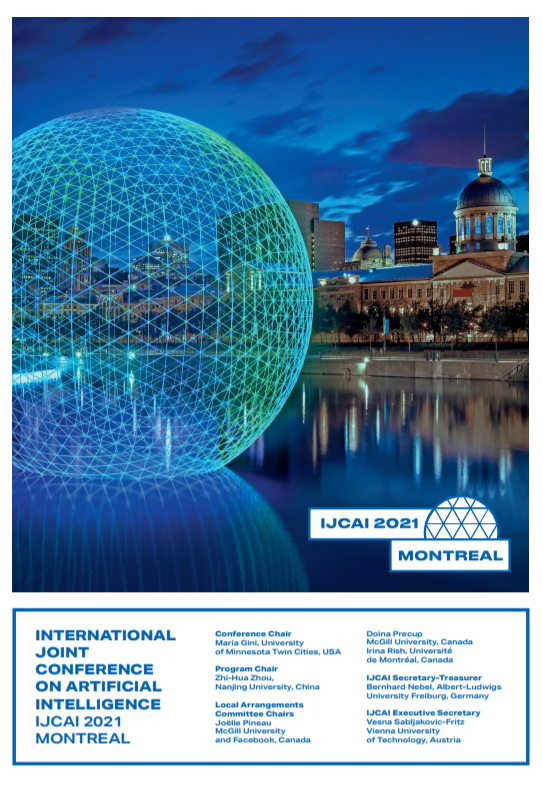 IJCAI 2021
MONTREAL
INTERNATIONAL
JOINT
CONFERENCE
ON ARTIFICIAL
INTELLIGENCE
IJCAI 2021
MONTREAL
Conference Chair
Maria Gini, University
of Minnesota Twin Cities, USA
Program Chair
Zhi-Hua Zhou,
Nanjing University, China
Local Arrangements
Committee Chairs
Joëlle Pineau
McGill University
and Facebook, Canada
Doina Precup
McGill University, Canada
Irina Rish, Université
de Montréal, Canada
IJCAI Secretary-Treasurer
Bernhard Nebel, Albert-Ludwigs
University Freiburg, Germany
IJCAI Executive Secretary
Vesna Sabljakovic-Fritz
Vienna University
of Technology, Austria